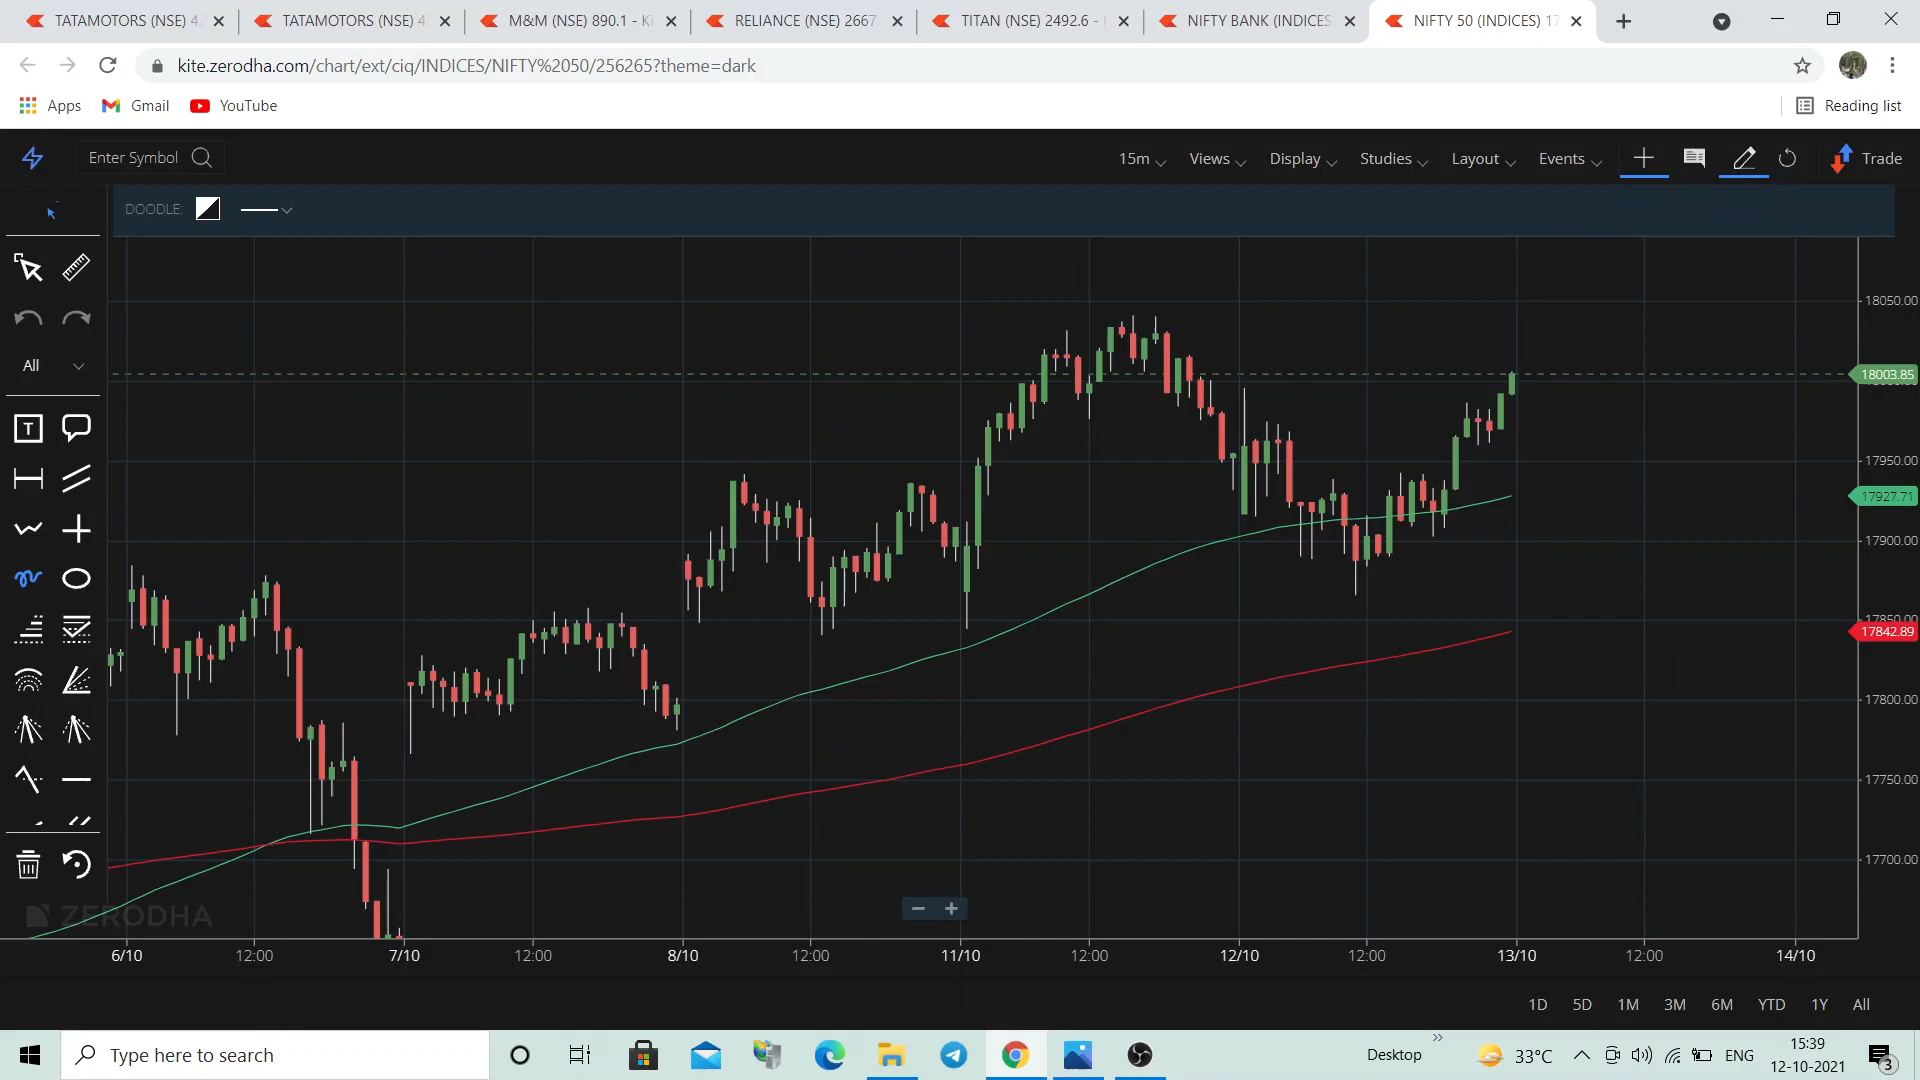 TATAMOTORS (NSE) 4
TATAMOTORS (NSE) 4
M&M (NSE) 890.1 - Ki
RELIANCE (NSE) 2667
TITAN (NSE) 2492.6 -
NIFTY BANK (INDICES
NIFTY 50 (INDICES) 17
kite.zerodha.com/chart/ext/ciq/INDICES/NIFTY%2050/256265?theme=dark
Apps Gmail YouTube Reading list
Enter Symbol 15m Views Display Studies Layout Events Trade
DOODLE:
All
T
18050.00
18003.85
17950.00
17927.71
17900.00
17850.00
17842.89
17800.00
17750.00
17700.00
ZERODHA
6/10 12:00 7/10 12:00 8/10 12:00 11/10 12:00 12/10 12:00 13/10 12:00 14/10
1D 5D 1M 3M 6M YTD 1Y All
Type here to search Desktop 33°C ENG 15:39
12-10-2021
3